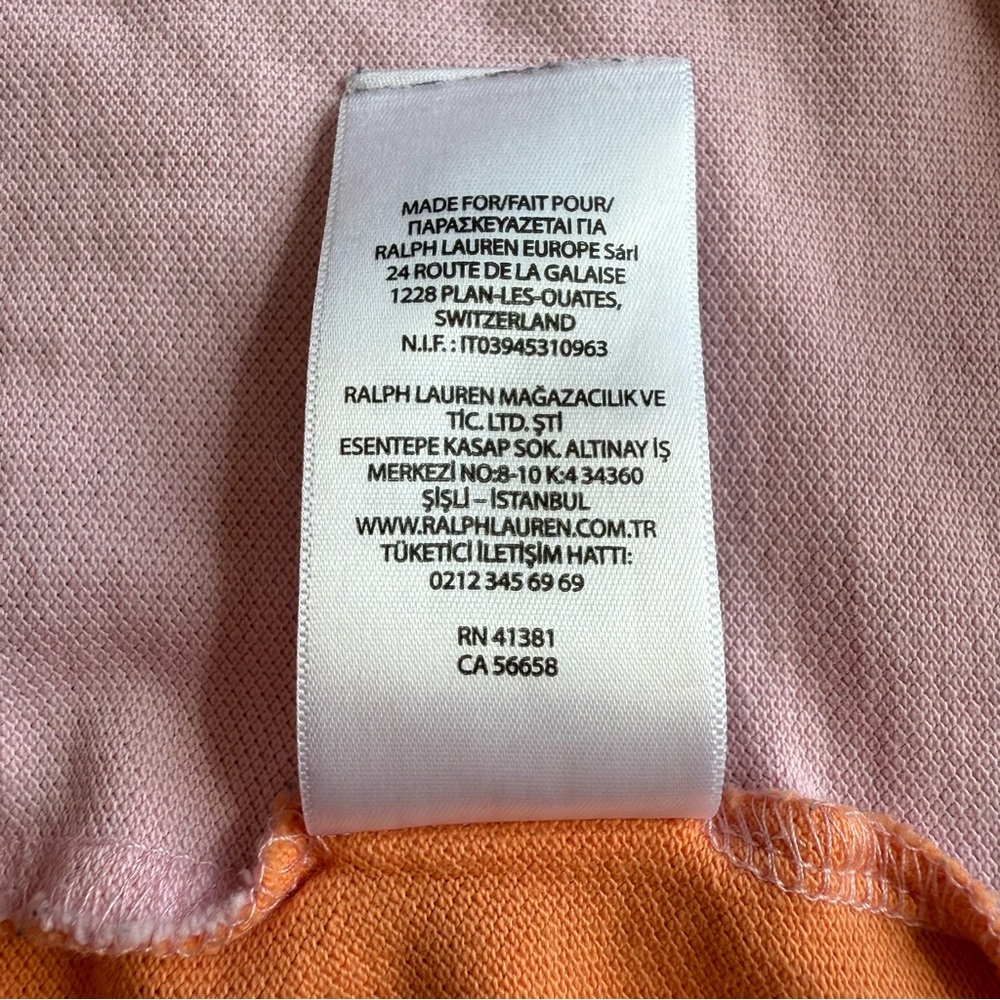 MADE FOR/FAIT POUR/
ΠΑΡΑΣΚΕΥΑΖΕΤΑΙ ΓΙΑ
RALPH LAUREN EUROPE Sárl
24 ROUTE DE LA GALAISE
1228 PLAN-LES-OUATES,
SWITZERLAND
N.I.F. : IT03945310963
RALPH LAUREN MAĞAZACILIK VE
TİC. LTD. ŞTİ
ESENTEPE KASAP SOK. ALTINAY İŞ
MERKEZİ NO:8-10 K:4 34360
ŞİŞLİ – İSTANBUL
WWW.RALPHLAUREN.COM.TR
TÜKETİCİ İLETİŞİM HATTI:
0212 345 69 69
RN 41381
CA 56658